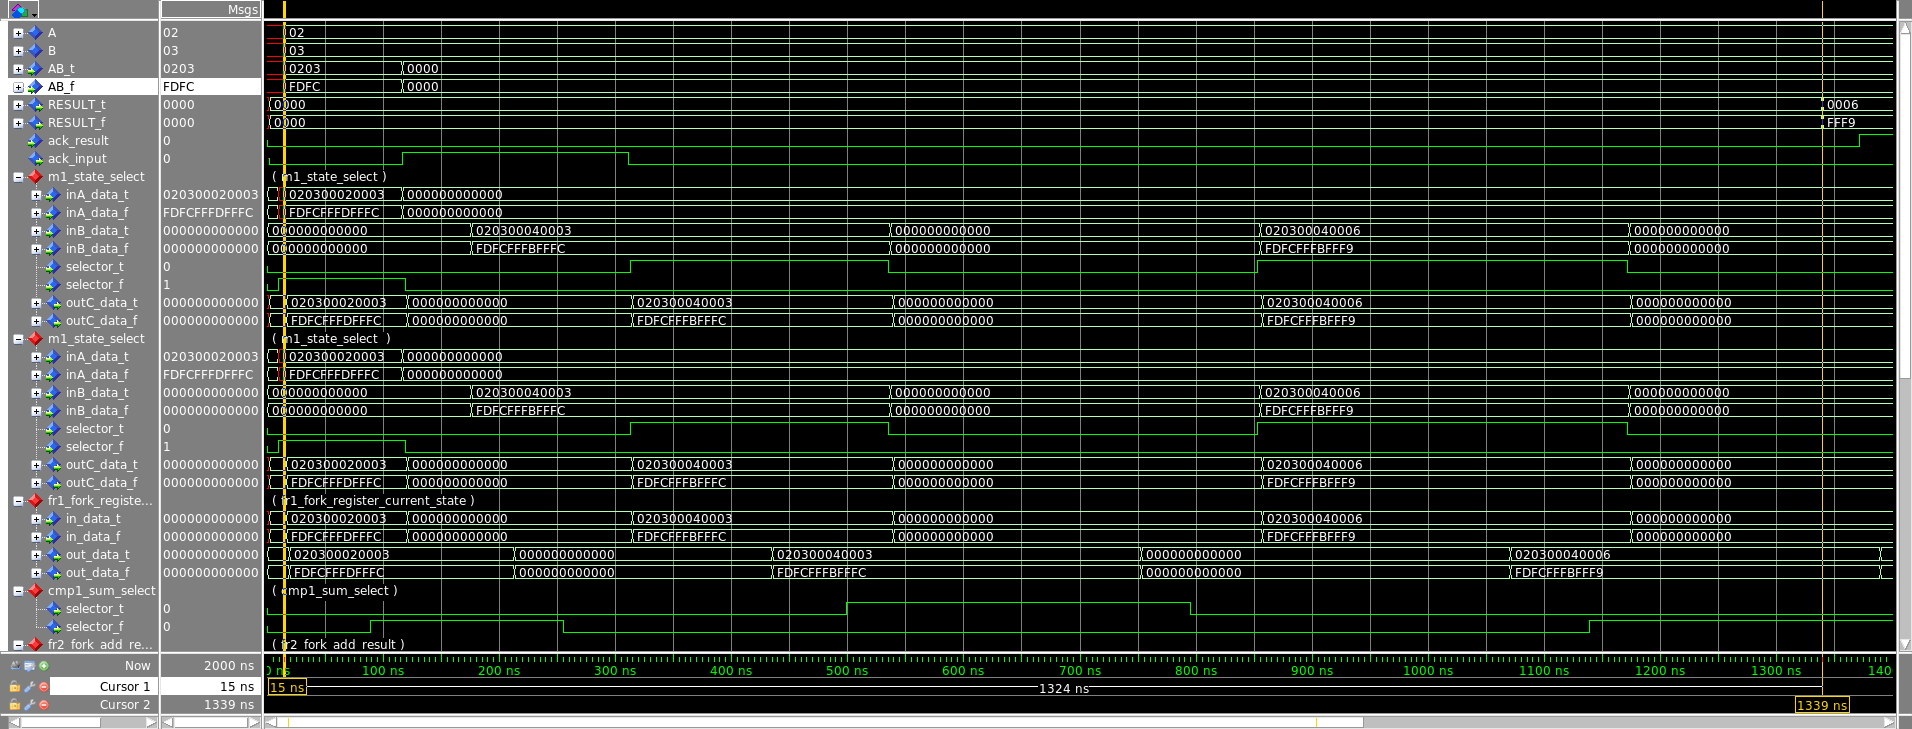 Msgs
A 02 02
B 03 03
AB_t 0203 0203 0000
AB_f FDFC FDFC 0000
RESULT_t 0000 0000 0006
RESULT_f 0000 0000 FFF9
ack_result 0
ack_input 0
m1_state_select ( m1_state_select )
inA_data_t 020300020003 020300020003 000000000000
inA_data_f FDFCFFFDFFFC FDFCFFFDFFFC 000000000000
inB_data_t 000000000000 000000000000 020300040003 000000000000 020300040006 000000000000
inB_data_f 000000000000 000000000000 FDFCFFFBFFFC 000000000000 FDFCFFFBFFF9 000000000000
selector_t 0
selector_f 1
outC_data_t 000000000000 020300020003 000000000000 020300040003 000000000000 020300040006 000000000000
outC_data_f 000000000000 FDFCFFFDFFFC 000000000000 FDFCFFFBFFFC 000000000000 FDFCFFFBFFF9 000000000000
m1_state_select ( m1_state_select )
inA_data_t 020300020003 020300020003 000000000000
inA_data_f FDFCFFFDFFFC FDFCFFFDFFFC 000000000000
inB_data_t 000000000000 000000000000 020300040003 000000000000 020300040006 000000000000
inB_data_f 000000000000 000000000000 FDFCFFFBFFFC 000000000000 FDFCFFFBFFF9 000000000000
selector_t 0
selector_f 1
outC_data_t 000000000000 020300020003 000000000000 020300040003 000000000000 020300040006 000000000000
outC_data_f 000000000000 FDFCFFFDFFFC 000000000000 FDFCFFFBFFFC 000000000000 FDFCFFFBFFF9 000000000000
fr1_fork_registe... ( fr1_fork_register_current_state )
in_data_t 000000000000 020300020003 000000000000 020300040003 000000000000 020300040006 000000000000
in_data_f 000000000000 FDFCFFFDFFFC 000000000000 FDFCFFFBFFFC 000000000000 FDFCFFFBFFF9 000000000000
out_data_t 000000000000 020300020003 000000000000 020300040003 000000000000 020300040006
out_data_f 000000000000 FDFCFFFDFFFC 000000000000 FDFCFFFBFFFC 000000000000 FDFCFFFBFFF9
cmp1_sum_select ( cmp1_sum_select )
selector_t 0
selector_f 0
fr2_fork_add_re... ( fr2_fork_add_result )
Now 2000 ns 0 ns 100 ns 200 ns 300 ns 400 ns 500 ns 600 ns 700 ns 800 ns 900 ns 1000 ns 1100 ns 1200 ns 1300 ns 140
Cursor 1 15 ns 15 ns 1324 ns
Cursor 2 1339 ns 1339 ns